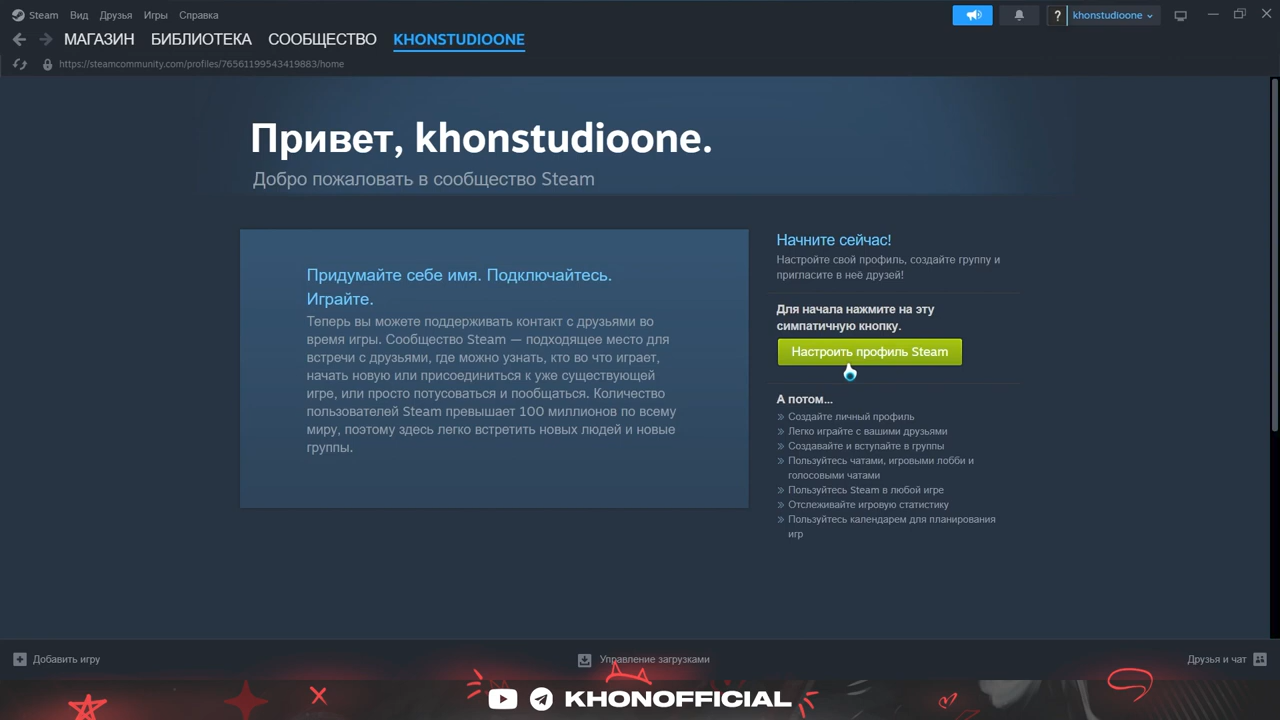 Steam Вид Друзья Игры Справка
? khonstudioone
МАГАЗИН БИБЛИОТЕКА СООБЩЕСТВО KHONSTUDIOONE
https://steamcommunity.com/profiles/76561199543419883/home
Привет, khonstudioone.
Добро пожаловать в сообщество Steam
Придумайте себе имя. Подключайтесь.
Играйте.
Теперь вы можете поддерживать контакт с друзьями во
время игры. Сообщество Steam — подходящее место для
встречи с друзьями, где можно узнать, кто во что играет,
начать новую или присоединиться к уже существующей
игре, или просто потусоваться и пообщаться. Количество
пользователей Steam превышает 100 миллионов по всему
миру, поэтому здесь легко встретить новых людей и новые
группы.
Начните сейчас!
Настройте свой профиль, создайте группу и
пригласите в неё друзей!
Для начала нажмите на эту
симпатичную кнопку.
Настроить профиль Steam
А потом...
Создайте личный профиль
Легко играйте с вашими друзьями
Создавайте и вступайте в группы
Пользуйтесь чатами, игровыми лобби и
голосовыми чатами
Пользуйтесь Steam в любой игре
Отслеживайте игровую статистику
Пользуйтесь календарем для планирования
игр
Добавить игру
Управление загрузками
Друзья и чат
KHONOFFICIAL